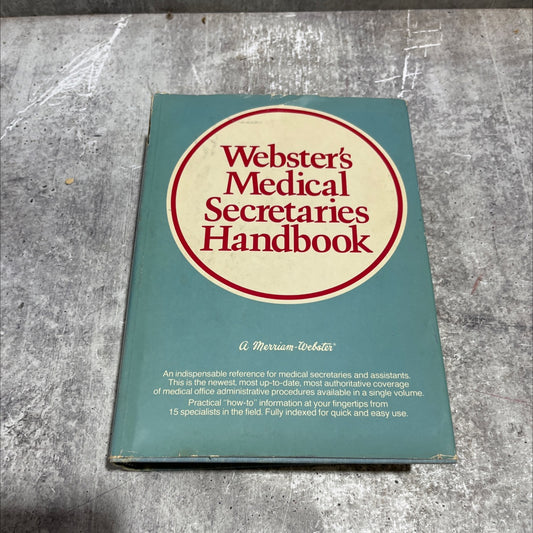 Webster's
Medical
Secretaries
Handbook
A Merriam-Webster®
An indispensable reference for medical secretaries and assistants.
This is the newest, most up-to-date, most authoritative coverage
of medical office administrative procedures available in a single volume.
Practical "how-to" information at your fingertips from
15 specialists in the field. Fully indexed for quick and easy use.